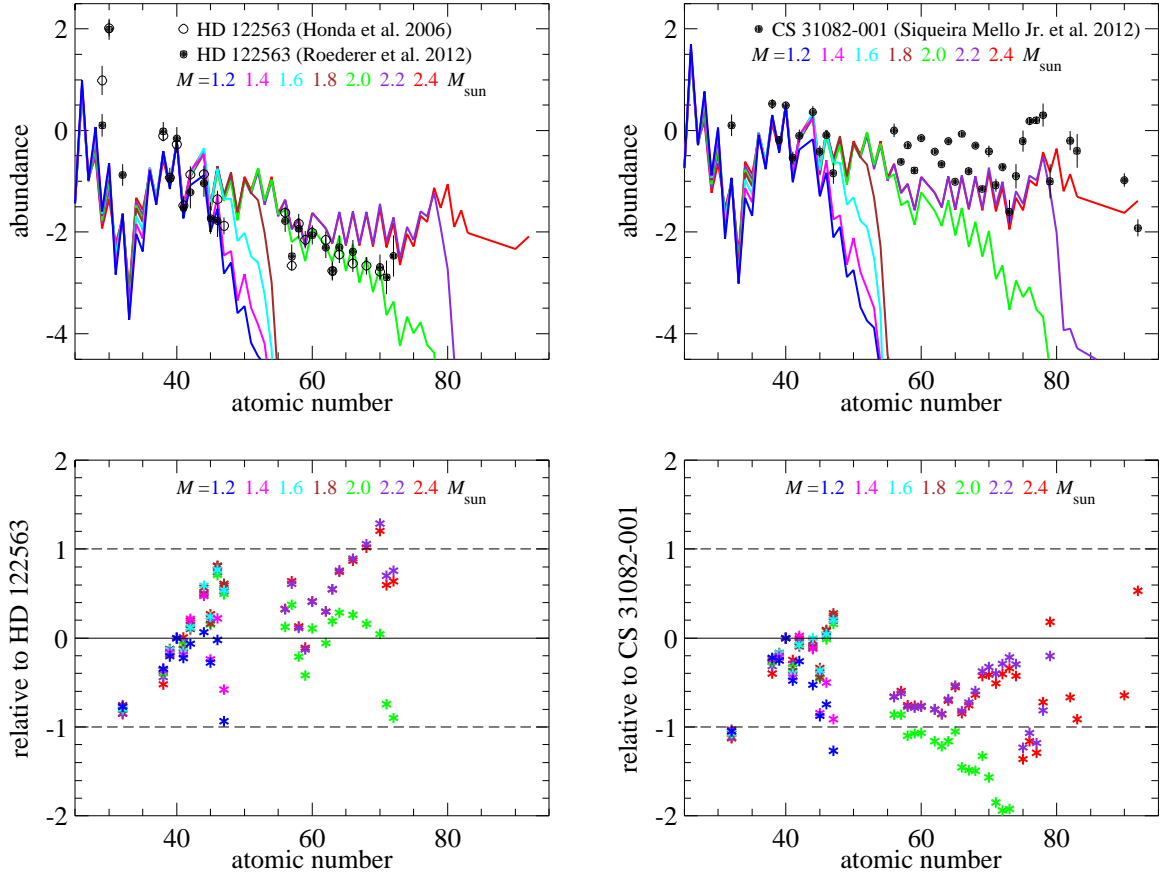 HD 122563 (Honda et al. 2006)
HD 122563 (Roederer et al. 2012)
M =1.2 1.4 1.6 1.8 2.0 2.2 2.4 Msun
2
0
-2
-4
abundance
40 60 80
atomic number
CS 31082-001 (Siqueira Mello Jr. et al. 2012)
M =1.2 1.4 1.6 1.8 2.0 2.2 2.4 Msun
2
0
-2
-4
abundance
40 60 80
atomic number
M =1.2 1.4 1.6 1.8 2.0 2.2 2.4 Msun
2
1
0
-1
-2
relative to HD 122563
40 60 80
atomic number
M =1.2 1.4 1.6 1.8 2.0 2.2 2.4 Msun
2
1
0
-1
-2
relative to CS 31082-001
40 60 80
atomic number